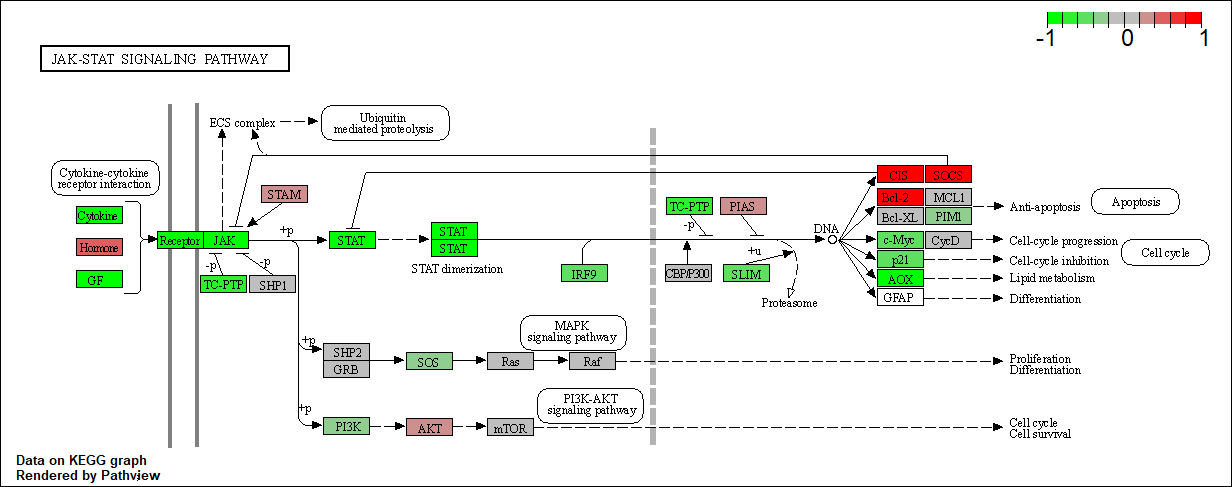 -1 0 1
JAK-STAT SIGNALING PATHWAY
ECS complex
Ubiquitin
mediated proteolysis
Cytokine-cytokine
receptor interaction
STAM
CIS SOCS
Bcl-2 MCL1
Bcl-XL PIM1
Anti-apoptosis
Apoptosis
Cytokine
Hormone
GF
Receptor JAK
+p
STAT
STAT
STAT
STAT dimerization
TC-PTP PIAS
-p
DNA
c-Myc CycD
Cell-cycle progression
Cell cycle
p21
Cell-cycle inhibition
AOX
Lipid metabolism
GFAP
Differentiation
-p -p
TC-PTP SHP1
IRF9
CBP/P300
+u
SLIM
Proteasome
MAPK
signaling pathway
+p
SHP2
GRB
SOS
Ras
Raf
Proliferation
Differentiation
PI3K-AKT
signaling pathway
+p
PI3K
AKT
mTOR
Cell cycle
Cell survival
Data on KEGG graph
Rendered by Pathview